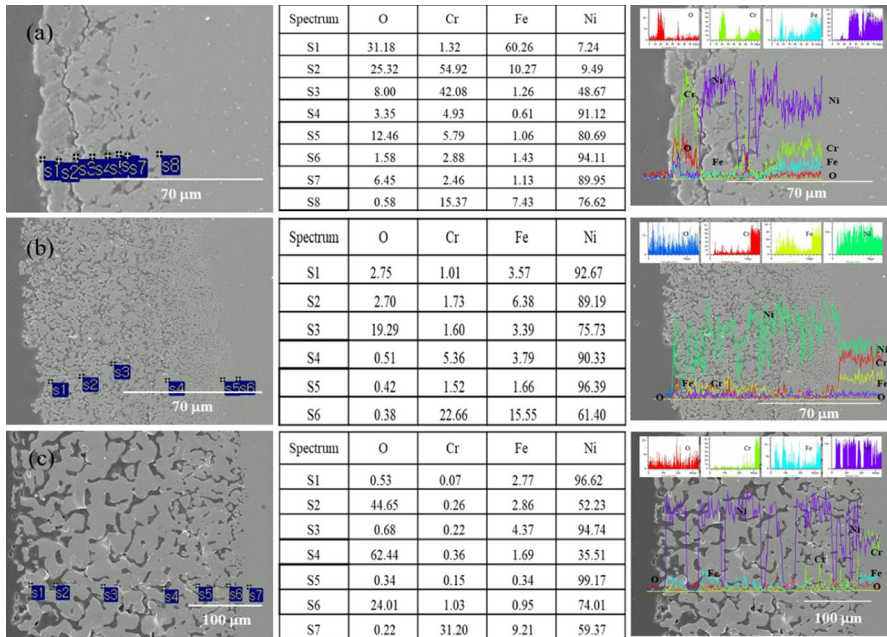 (a)
S1
S2
S3
S4
S7
S8
70 μm
Spectrum O Cr Fe Ni
S1 31.18 1.32 60.26 7.24
S2 25.32 54.92 10.27 9.49
S3 8.00 42.08 1.26 48.67
S4 3.35 4.93 0.61 91.12
S5 12.46 5.79 1.06 80.69
S6 1.58 2.88 1.43 94.11
S7 6.45 2.46 1.13 89.95
S8 0.58 15.37 7.43 76.62
O Cr Fe Ni
Ni
Cr
Ni
O
Cr
Fe
Fe
O
70 μm
(b)
S1 S2 S3 S4 S5 S6
70 μm
Spectrum O Cr Fe Ni
S1 2.75 1.01 3.57 92.67
S2 2.70 1.73 6.38 89.19
S3 19.29 1.60 3.39 75.73
S4 0.51 5.36 3.79 90.33
S5 0.42 1.52 1.66 96.39
S6 0.38 22.66 15.55 61.40
O Cr Fe Ni
Ni
Ni
Cr
Fe Cr
Fe
O
O
70 μm
(c)
S1 S2 S3 S4 S5 S6 S7
100 μm
Spectrum O Cr Fe Ni
S1 0.53 0.07 2.77 96.62
S2 44.65 0.26 2.86 52.23
S3 0.68 0.22 4.37 94.74
S4 62.44 0.36 1.69 35.51
S5 0.34 0.15 0.34 99.17
S6 24.01 1.03 0.95 74.01
S7 0.22 31.20 9.21 59.37
O Cr Fe Ni
Ni
Ni
Cr
Cr
O Fe
Fe
O
100 μm